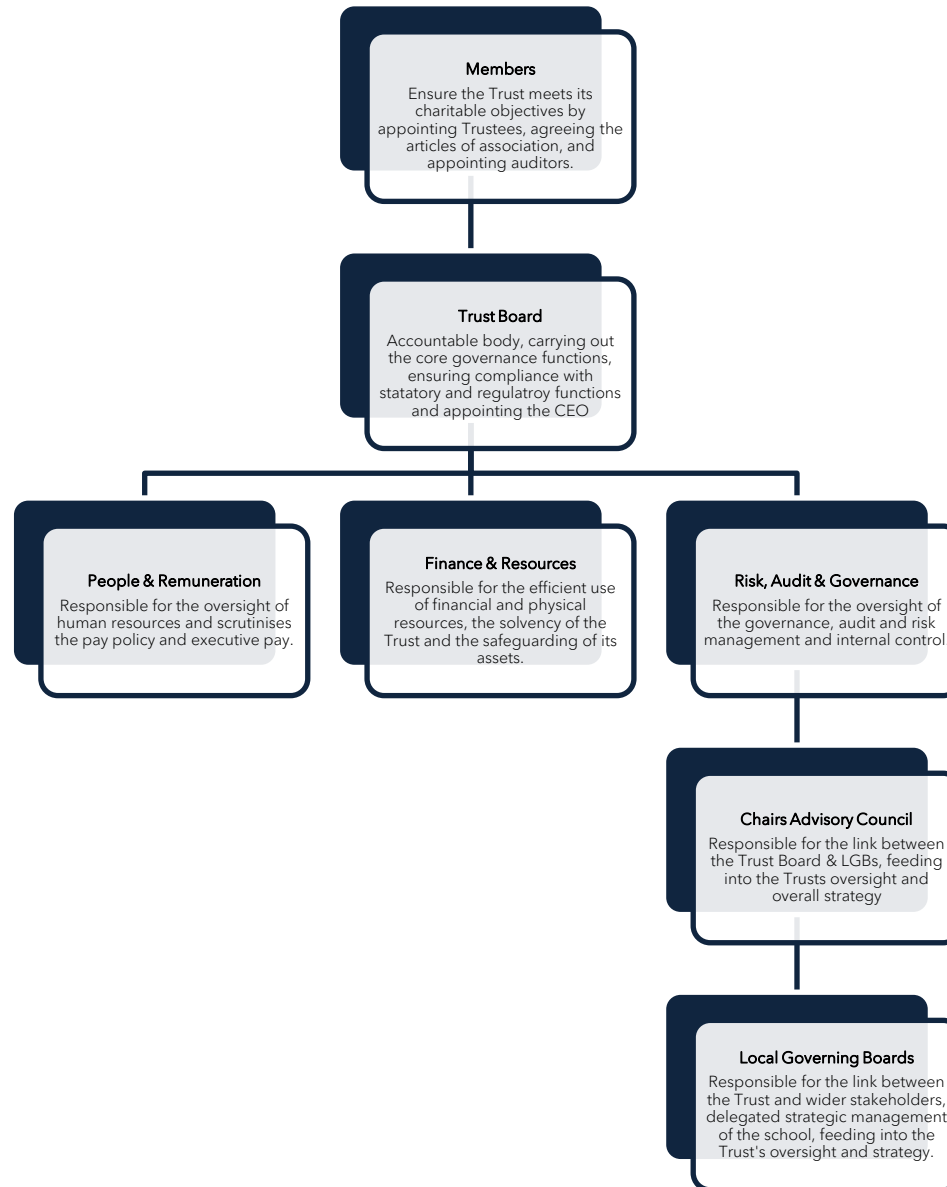 Members
Ensure the Trust meets its
charitable objectives by
appointing Trustees, agreeing the
articles of association, and
appointing auditors.
Trust Board
Accountable body, carrying out
the core governance functions,
ensuring compliance with
statatory and regulatroy functions
and appointing the CEO
People & Remuneration
Responsible for the oversight of
human resources and scrutinises
the pay policy and executive pay.
Finance & Resources
Responsible for the efficient use
of financial and physical
resources, the solvency of the
Trust and the safeguarding of its
assets.
Risk, Audit & Governance
Responsible for the oversight of
the governance, audit and risk
management and internal control
Chairs Advisory Council
Responsible for the link between
the Trust Board & LGBs, feeding
into the Trusts oversight and
overall strategy
Local Governing Boards
Responsible for the link between
the Trust and wider stakeholders,
delegated strategic management
of the school, feeding into the
Trust's oversight and strategy.